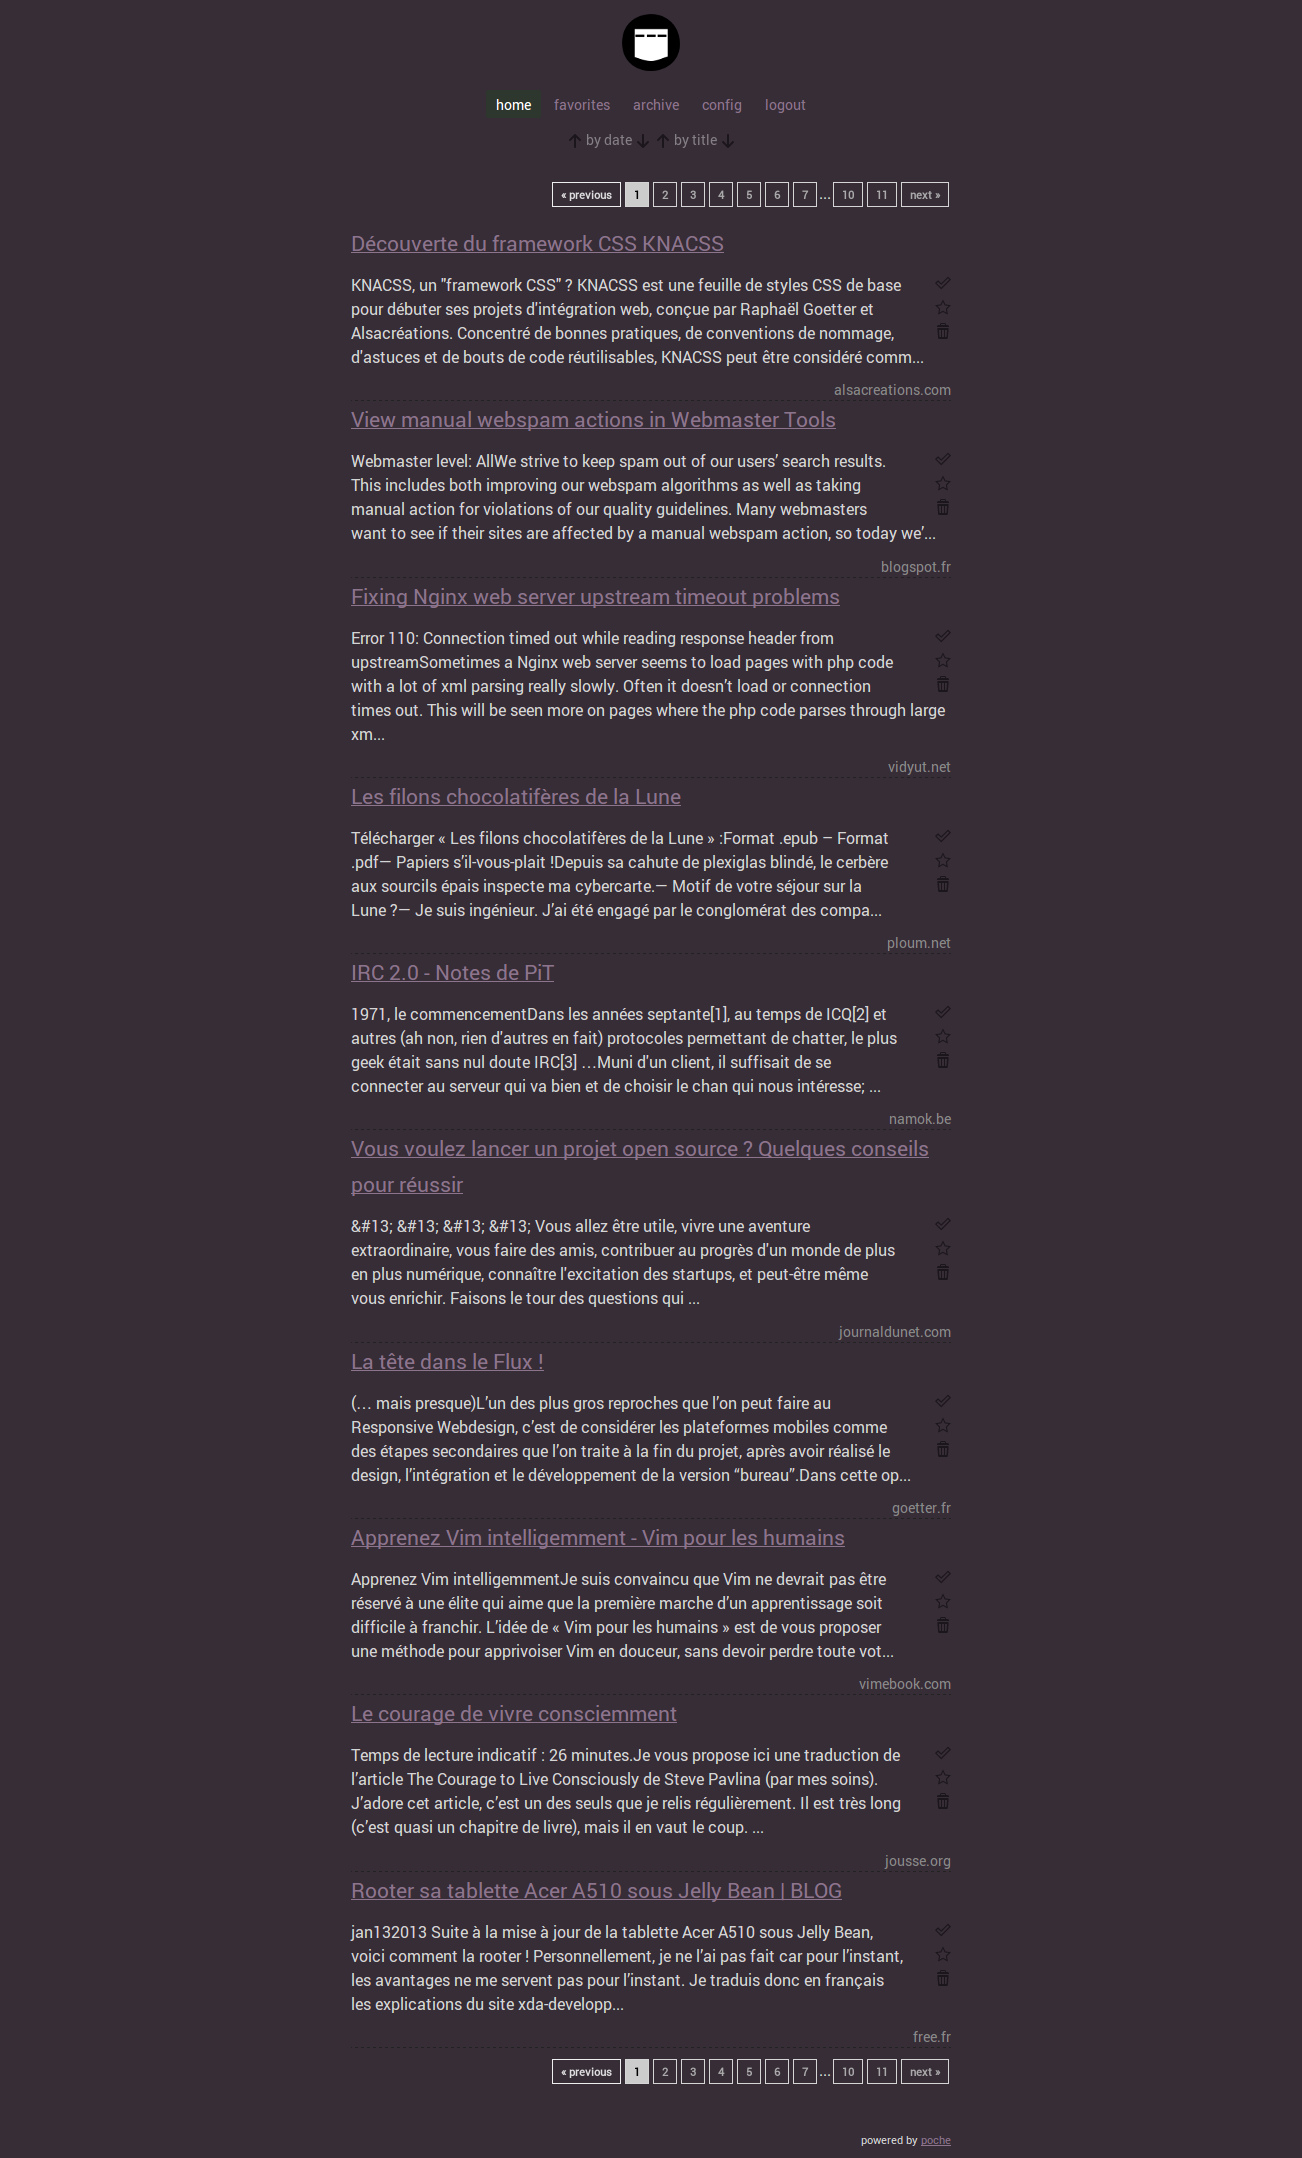 home favorites archive config logout
by date by title
« previous 1 2 3 4 5 6 7 ... 10 11 next »
Découverte du framework CSS KNACSS
KNACSS, un "framework CSS" ? KNACSS est une feuille de styles CSS de base
pour débuter ses projets d'intégration web, conçue par Raphaël Goetter et
Alsacréations. Concentré de bonnes pratiques, de conventions de nommage,
d'astuces et de bouts de code réutilisables, KNACSS peut être considéré comm...
alsacreations.com
View manual webspam actions in Webmaster Tools
Webmaster level: AllWe strive to keep spam out of our users’ search results.
This includes both improving our webspam algorithms as well as taking
manual action for violations of our quality guidelines. Many webmasters
want to see if their sites are affected by a manual webspam action, so today we’...
blogspot.fr
Fixing Nginx web server upstream timeout problems
Error 110: Connection timed out while reading response header from
upstreamSometimes a Nginx web server seems to load pages with php code
with a lot of xml parsing really slowly. Often it doesn’t load or connection
times out. This will be seen more on pages where the php code parses through large
xm...
vidyut.net
Les filons chocolatifères de la Lune
Télécharger « Les filons chocolatifères de la Lune » :Format .epub – Format
.pdf— Papiers s’il-vous-plait !Depuis sa cahute de plexiglas blindé, le cerbère
aux sourcils épais inspecte ma cybercarte.— Motif de votre séjour sur la
Lune ?— Je suis ingénieur. J’ai été engagé par le conglomérat des compa...
ploum.net
IRC 2.0 - Notes de PiT
1971, le commencementDans les années septante[1], au temps de ICQ[2] et
autres (ah non, rien d'autres en fait) protocoles permettant de chatter, le plus
geek était sans nul doute IRC[3] …Muni d'un client, il suffisait de se
connecter au serveur qui va bien et de choisir le chan qui nous intéresse; ...
namok.be
Vous voulez lancer un projet open source ? Quelques conseils
pour réussir
&#13; &#13; &#13; &#13; Vous allez être utile, vivre une aventure
extraordinaire, vous faire des amis, contribuer au progrès d'un monde de plus
en plus numérique, connaître l'excitation des startups, et peut-être même
vous enrichir. Faisons le tour des questions qui ...
journaldunet.com
La tête dans le Flux !
(… mais presque)L’un des plus gros reproches que l’on peut faire au
Responsive Webdesign, c’est de considérer les plateformes mobiles comme
des étapes secondaires que l’on traite à la fin du projet, après avoir réalisé le
design, l’intégration et le développement de la version “bureau”.Dans cette op...
goetter.fr
Apprenez Vim intelligemment - Vim pour les humains
Apprenez Vim intelligemmentJe suis convaincu que Vim ne devrait pas être
réservé à une élite qui aime que la première marche d’un apprentissage soit
difficile à franchir. L’idée de « Vim pour les humains » est de vous proposer
une méthode pour apprivoiser Vim en douceur, sans devoir perdre toute vot...
vimebook.com
Le courage de vivre consciemment
Temps de lecture indicatif : 26 minutes.Je vous propose ici une traduction de
l’article The Courage to Live Consciously de Steve Pavlina (par mes soins).
J’adore cet article, c’est un des seuls que je relis régulièrement. Il est très long
(c’est quasi un chapitre de livre), mais il en vaut le coup. ...
jousse.org
Rooter sa tablette Acer A510 sous Jelly Bean | BLOG
jan132013 Suite à la mise à jour de la tablette Acer A510 sous Jelly Bean,
voici comment la rooter ! Personnellement, je ne l’ai pas fait car pour l’instant,
les avantages ne me servent pas pour l’instant. Je traduis donc en français
les explications du site xda-developp...
free.fr
« previous 1 2 3 4 5 6 7 ... 10 11 next »
powered by poche